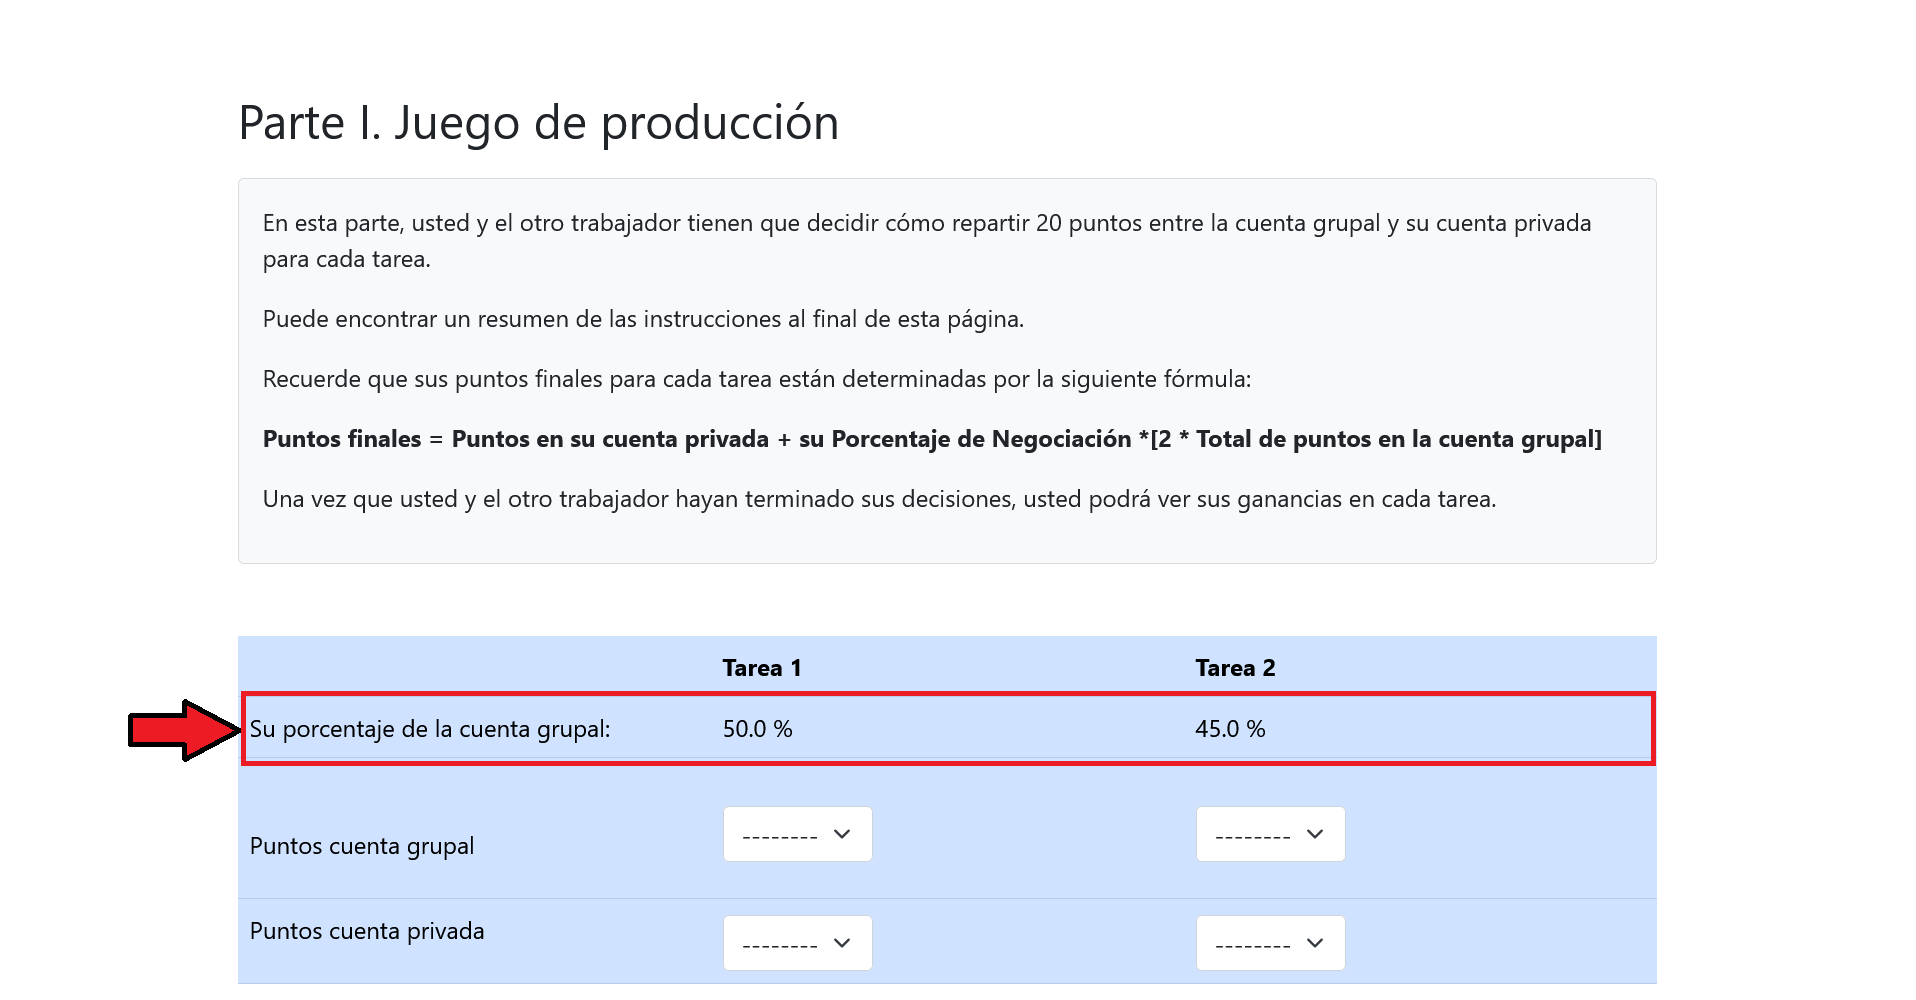 Parte I. Juego de producción
En esta parte, usted y el otro trabajador tienen que decidir cómo repartir 20 puntos entre la cuenta grupal y su cuenta privada
para cada tarea.
Puede encontrar un resumen de las instrucciones al final de esta página.
Recuerde que sus puntos finales para cada tarea están determinadas por la siguiente fórmula:
Puntos finales = Puntos en su cuenta privada + su Porcentaje de Negociación *[2 * Total de puntos en la cuenta grupal]
Una vez que usted y el otro trabajador hayan terminado sus decisiones, usted podrá ver sus ganancias en cada tarea.
Tarea 1 Tarea 2
Su porcentaje de la cuenta grupal: 50.0 % 45.0 %
Puntos cuenta grupal -------- --------
Puntos cuenta privada -------- --------